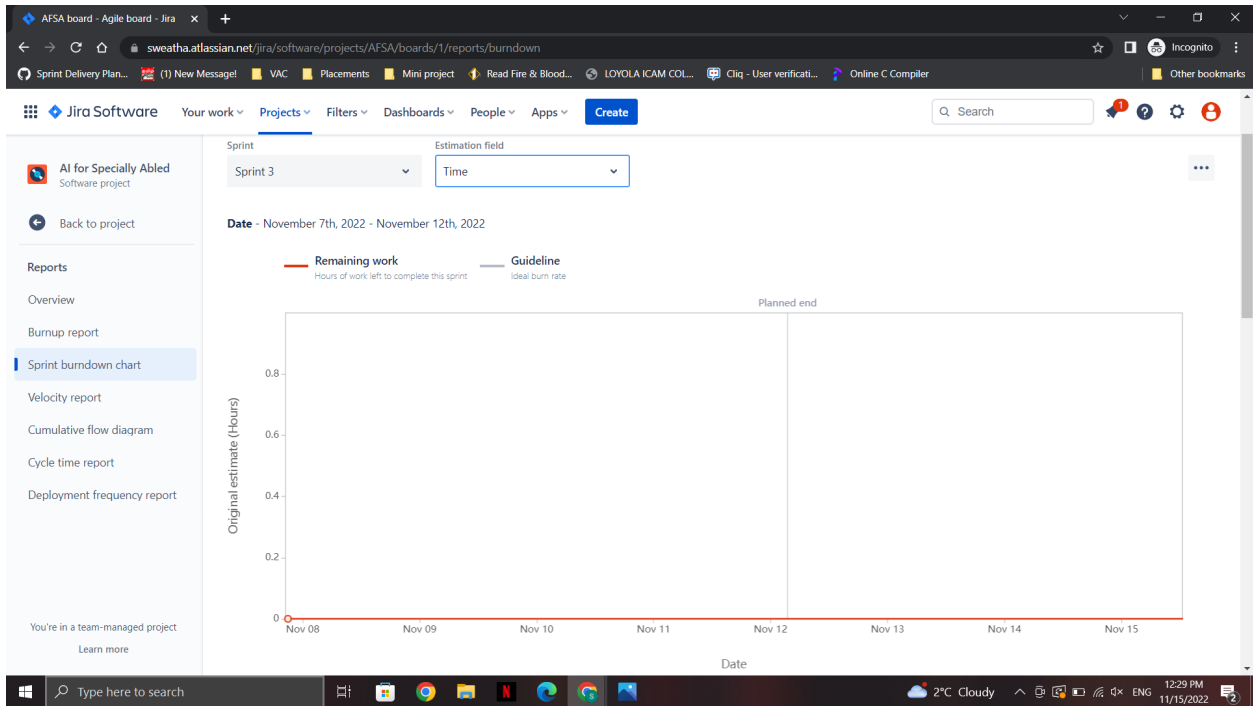 AFSA board - Agile board - Jira
sweatha.atlassian.net/jira/software/projects/AFSA/boards/1/reports/burndown
Incognito
Sprint Delivery Plan... (1) New Message! VAC Placements Mini project Read Fire & Blood... LOYOLA ICAM COL... Cliq - User verificati... Online C Compiler Other bookmarks
Jira Software Your work Projects Filters Dashboards People Apps Create Search 1
AI for Specially Abled
Software project
Back to project
Reports
Overview
Burnup report
Sprint burndown chart
Velocity report
Cumulative flow diagram
Cycle time report
Deployment frequency report
You're in a team-managed project
Learn more
Sprint Estimation field
Sprint 3 Time
Date - November 7th, 2022 - November 12th, 2022
Remaining work Guideline
Hours of work left to complete this sprint Ideal burn rate
Planned end
Original estimate (Hours)
0.8
0.6
0.4
0.2
0
Nov 08 Nov 09 Nov 10 Nov 11 Nov 12 Nov 13 Nov 14 Nov 15
Date
Type here to search
2°C Cloudy ENG 12:29 PM
11/15/2022 2